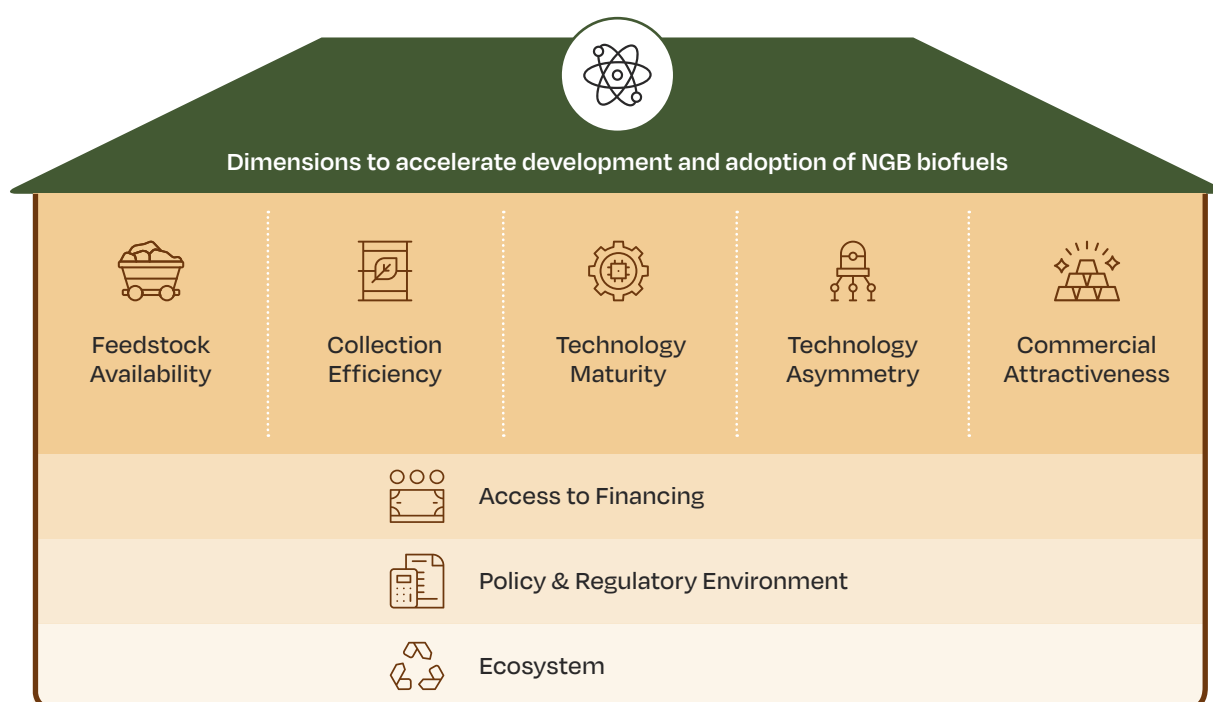 Dimensions to accelerate development and adoption of NGB biofuels
Feedstock
Availability
Collection
Efficiency
Technology
Maturity
Technology
Asymmetry
Commercial
Attractiveness
Access to Financing
Policy & Regulatory Environment
Ecosystem